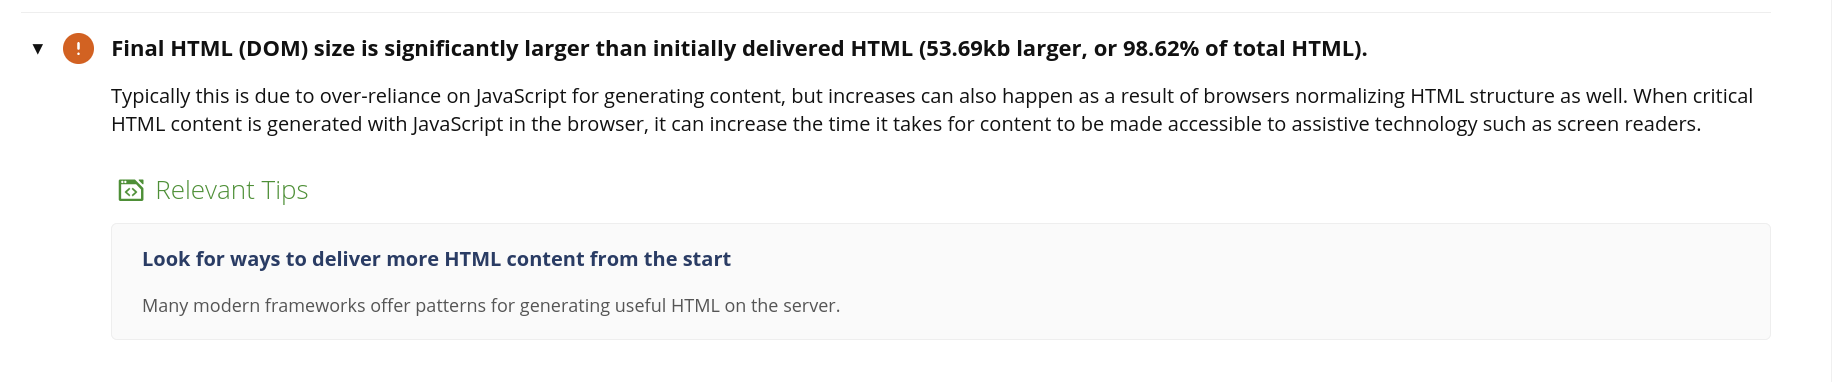 Final HTML (DOM) size is significantly larger than initially delivered HTML (53.69kb larger, or 98.62% of total HTML).
Typically this is due to over-reliance on JavaScript for generating content, but increases can also happen as a result of browsers normalizing HTML structure as well. When critical
HTML content is generated with JavaScript in the browser, it can increase the time it takes for content to be made accessible to assistive technology such as screen readers.
Relevant Tips
Look for ways to deliver more HTML content from the start
Many modern frameworks offer patterns for generating useful HTML on the server.